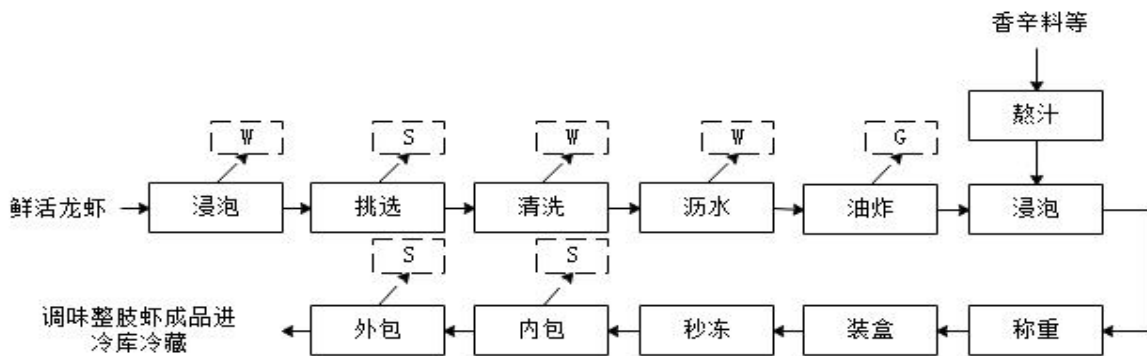 香辛料等
熬汁
W
S
W
W
G
鲜活龙虾
浸泡
挑选
清洗
沥水
油炸
浸泡
S
S
调味整肢虾成品进
冷库冷藏
外包
内包
秒冻
装盒
称重